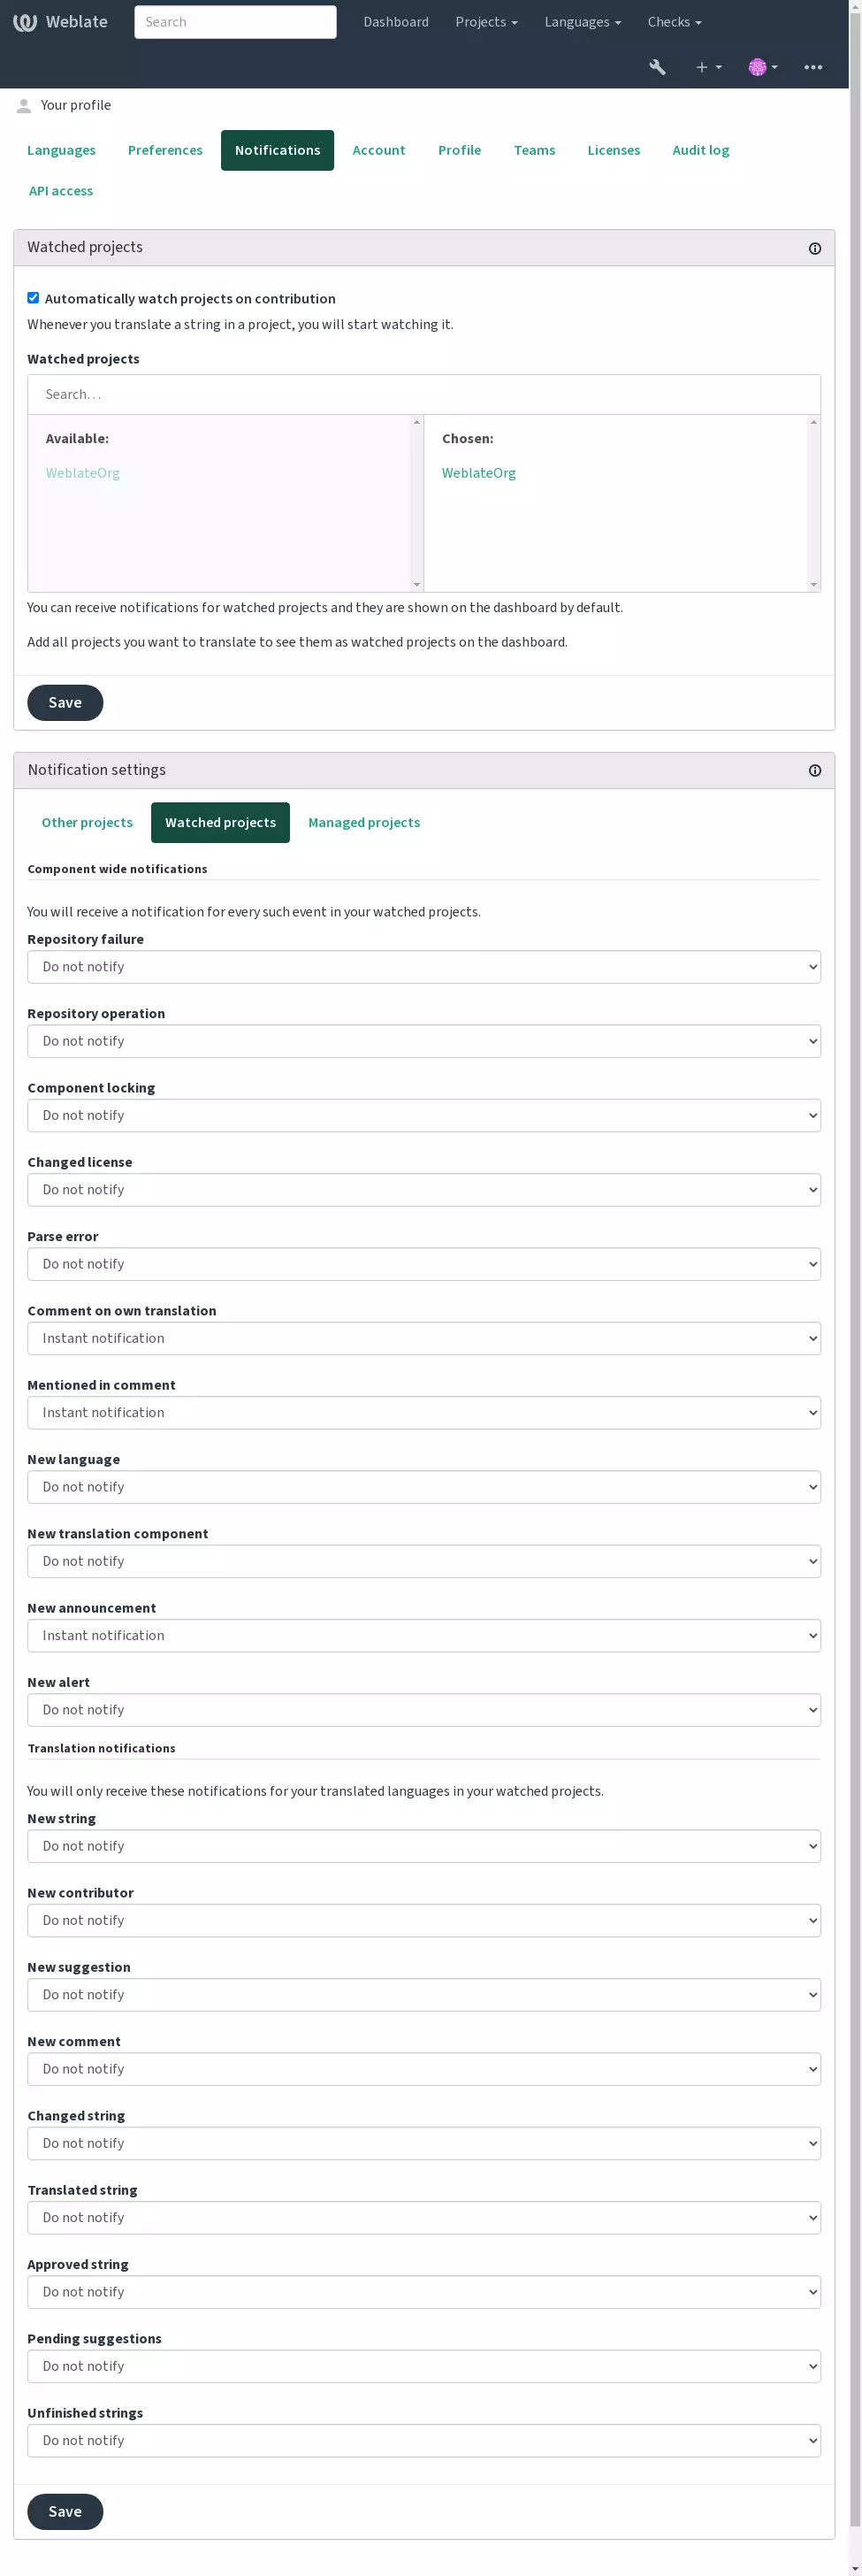 Weblate
Search
Dashboard
Projects
Languages
Checks
Your profile
Languages
Preferences
Notifications
Account
Profile
Teams
Licenses
Audit log
API access
Watched projects
Automatically watch projects on contribution
Whenever you translate a string in a project, you will start watching it.
Watched projects
Search…
Available:
WeblateOrg
Chosen:
WeblateOrg
You can receive notifications for watched projects and they are shown on the dashboard by default.
Add all projects you want to translate to see them as watched projects on the dashboard.
Save
Notification settings
Other projects
Watched projects
Managed projects
Component wide notifications
You will receive a notification for every such event in your watched projects.
Repository failure
Do not notify
Repository operation
Do not notify
Component locking
Do not notify
Changed license
Do not notify
Parse error
Do not notify
Comment on own translation
Instant notification
Mentioned in comment
Instant notification
New language
Do not notify
New translation component
Do not notify
New announcement
Instant notification
New alert
Do not notify
Translation notifications
You will only receive these notifications for your translated languages in your watched projects.
New string
Do not notify
New contributor
Do not notify
New suggestion
Do not notify
New comment
Do not notify
Changed string
Do not notify
Translated string
Do not notify
Approved string
Do not notify
Pending suggestions
Do not notify
Unfinished strings
Do not notify
Save